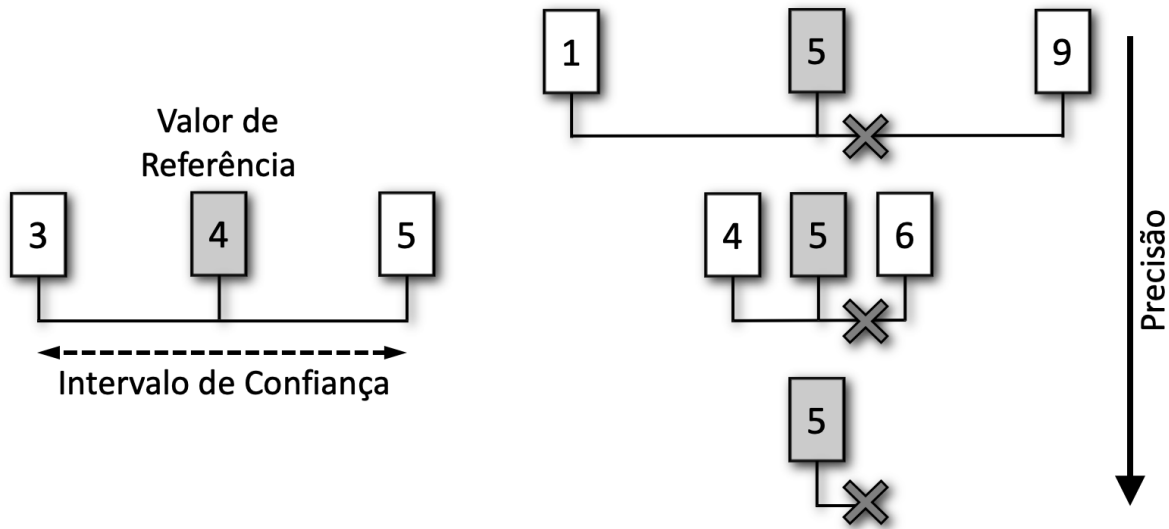 Valor de
Referência
3 4 5
Intervalo de Confiança
1 5 9
4 5 6
5
Precisão